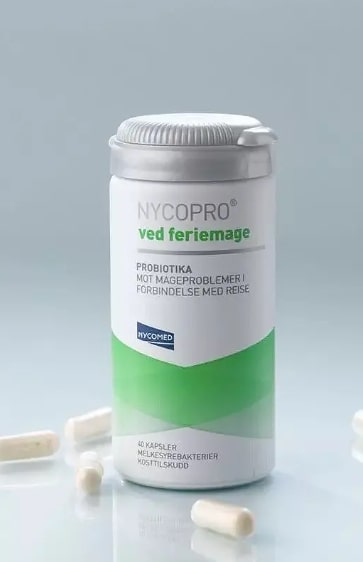 NYCOPRO®
ved feriemage
PROBIOTIKA
MOT MAGEPROBLEMER I
FORBINDELSE MED REISE
NYCOMED
40 KAPSLER
MELKESYREBAKTERIER
KOSTTILSKUDD